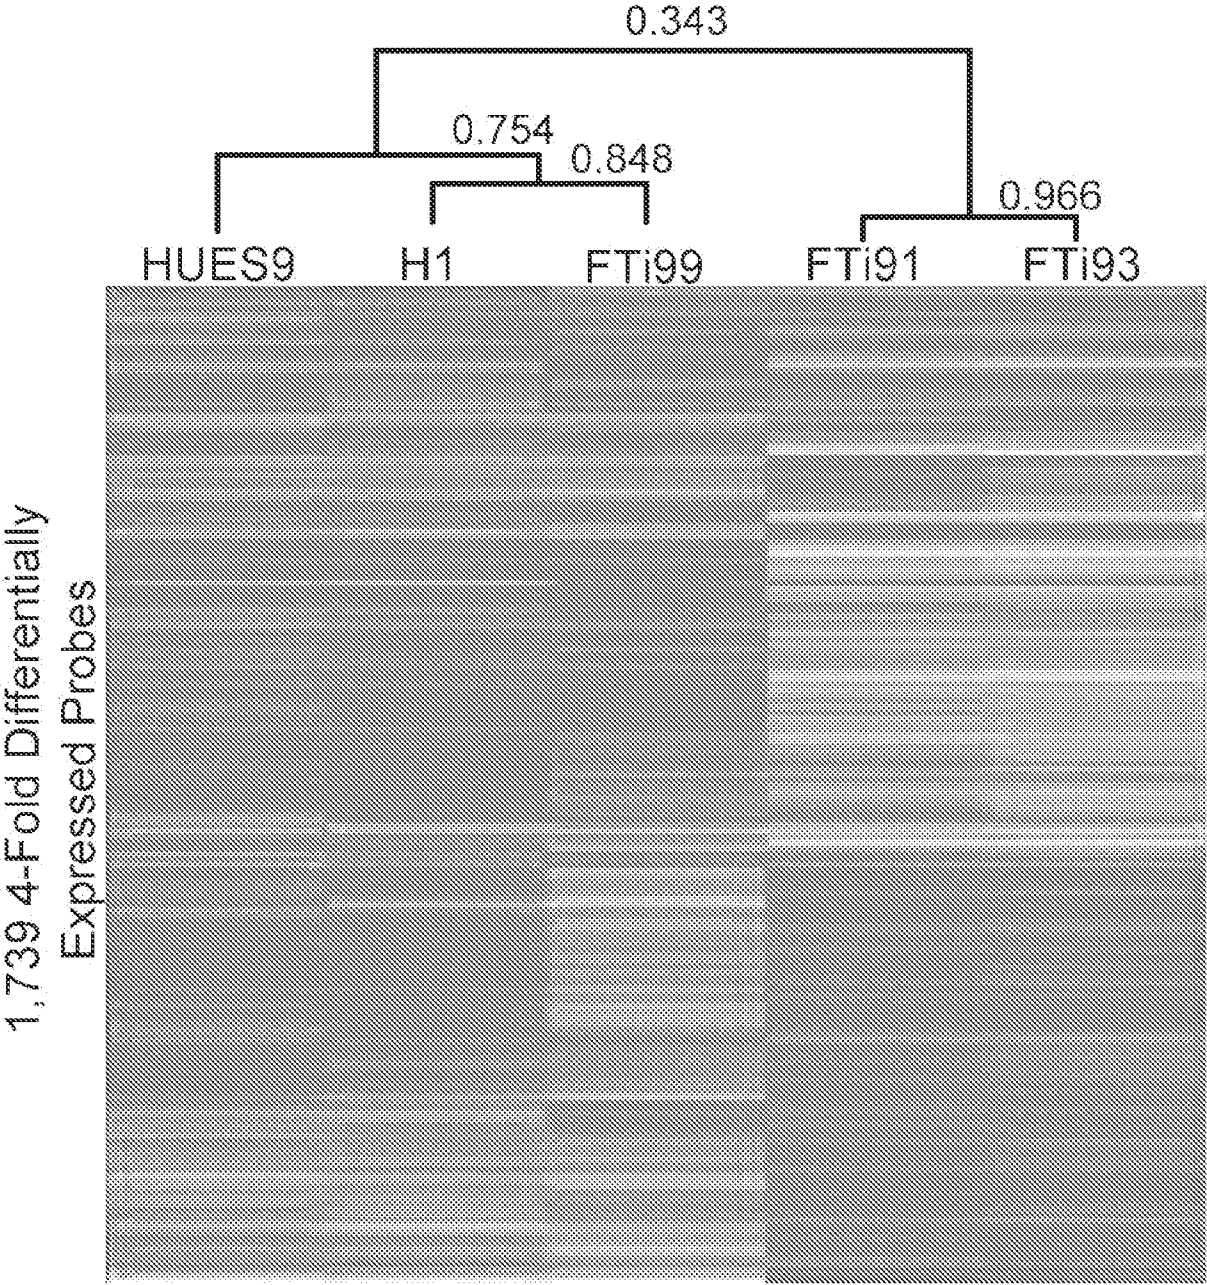 0.343
0.754
0.848
0.966
HUES9 H1 FTi99 FTi91 FTi93
1,739 4-Fold Differentially
Expressed Probes